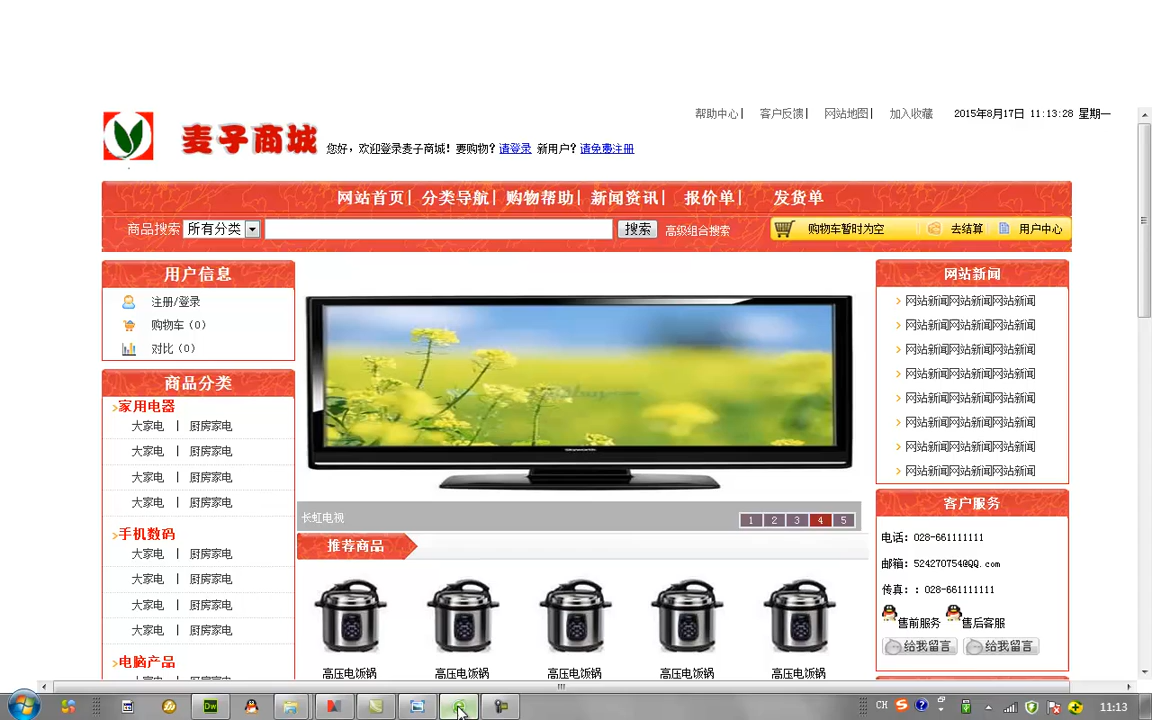 帮助中心| 客户反馈| 网站地图| 加入收藏 2015年8月17日 11:13:28 星期一
麦子商城 您好，欢迎登录麦子商城！要购物？请登录 新用户？请免费注册
网站首页| 分类导航| 购物帮助| 新闻资讯| 报价单| 发货单
商品搜索 所有分类 搜索 高级组合搜索 购物车暂时为空 去结算 用户中心
用户信息
注册/登录
购物车（0）
对比（0）
商品分类
家用电器
大家电 | 厨房家电
大家电 | 厨房家电
大家电 | 厨房家电
大家电 | 厨房家电
手机数码
大家电 | 厨房家电
大家电 | 厨房家电
大家电 | 厨房家电
大家电 | 厨房家电
电脑产品
长虹电视 1 2 3 4 5
推荐商品
高压电饭锅 高压电饭锅 高压电饭锅 高压电饭锅 高压电饭锅
网站新闻
网站新闻网站新闻网站新闻
网站新闻网站新闻网站新闻
网站新闻网站新闻网站新闻
网站新闻网站新闻网站新闻
网站新闻网站新闻网站新闻
网站新闻网站新闻网站新闻
网站新闻网站新闻网站新闻
网站新闻网站新闻网站新闻
客户服务
电话：028-661111111
邮箱：524270754@QQ.com
传真：：028-661111111
售前服务 售后客服
给我留言 给我留言
Dw CH 11:13